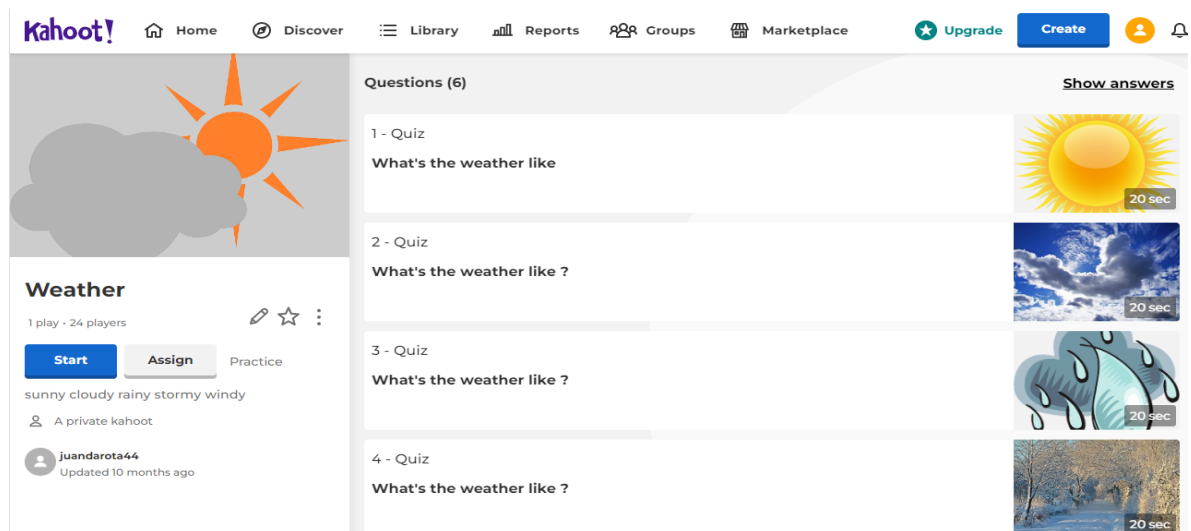 Kahoot! Home Discover Library Reports Groups Marketplace Upgrade Create
Weather
1 play · 24 players
Start Assign Practice
sunny cloudy rainy stormy windy
A private kahoot
juandarota44
Updated 10 months ago
Questions (6) Show answers
1 - Quiz
What's the weather like
20 sec
2 - Quiz
What's the weather like ?
20 sec
3 - Quiz
What's the weather like ?
20 sec
4 - Quiz
What's the weather like ?
20 sec